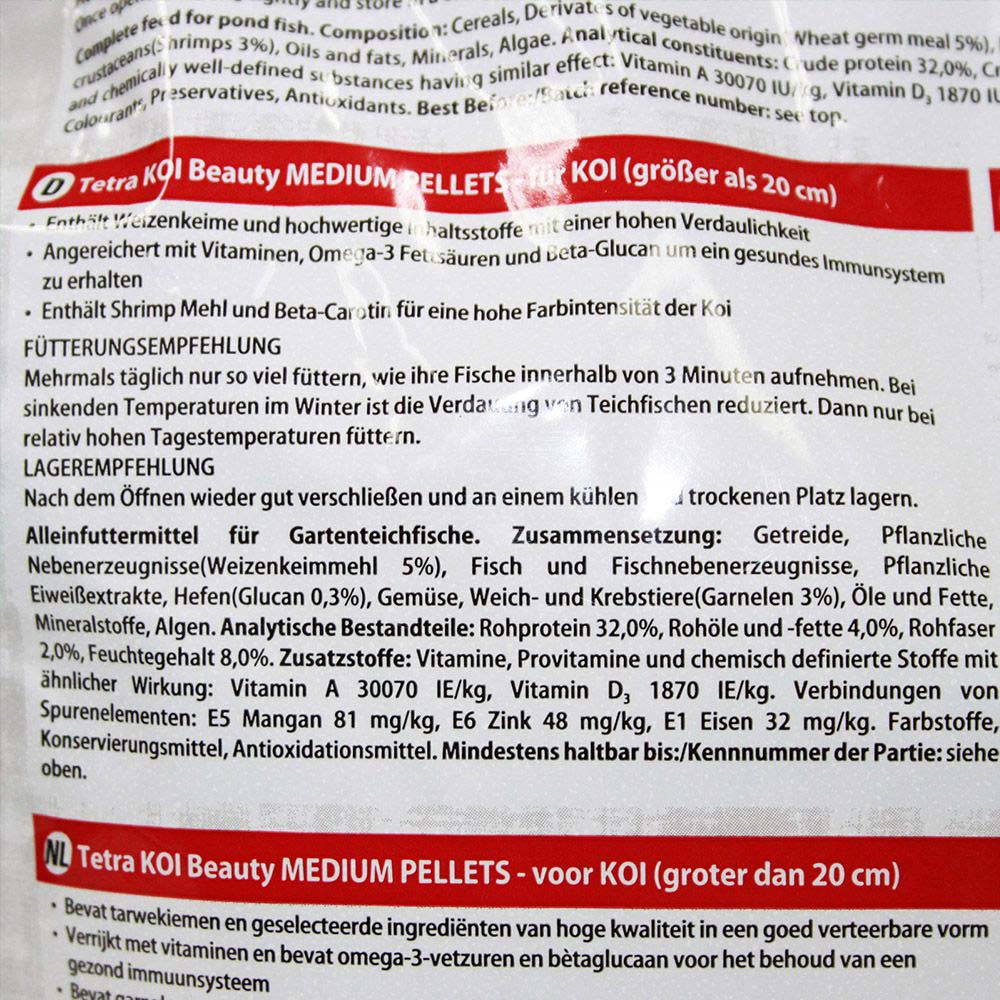 Once
and store
Complete feed for pond fish. Composition: Cereals, Derivates of vegetable origin Wheat germ meal 5%),
crustaceans(Shrimps 3%), Oils and fats, Minerals, Algae. Analytical constituents: Crude protein 32,0%,
and chemically well-defined substances having similar effect: Vitamin A 30070 IU/kg, Vitamin D₃ 1870
Colourant, Preservatives, Antioxidants. Best Before:/Batch reference number: see top.
D Tetra KOI Beauty MEDIUM PELLETS - für KOI (größer als 20 cm)
• Enthält Weizenkeime und hochwertige Inhaltsstoffe mit einer hohen Verdaulichkeit
• Angereichert mit Vitaminen, Omega-3 Fettsäuren und Beta-Glucan um ein gesundes Immunsystem
zu erhalten
• Enthält Shrimp Mehl und Beta-Carotin für eine hohe Farbintensität der Koi
FÜTTERUNGSEMPFEHLUNG
Mehrmals täglich nur so viel füttern, wie ihre Fische innerhalb von 3 Minuten aufnehmen. Bei
sinkenden Temperaturen im Winter ist die Verdauung von Teichfischen reduziert. Dann nur bei
relativ hohen Tagestemperaturen füttern.
LAGEREMPFEHLUNG
Nach dem Öffnen wieder gut verschließen und an einem kühlen trockenen Platz lagern.
Alleinfuttermittel für Gartenteichfische. Zusammensetzung: Getreide, Pflanzliche
Nebenerzeugnisse(Weizenkeimmehl 5%), Fisch und Fischnebenerzeugnisse, Pflanzliche
Eiweißextrakte, Hefen(Glucan 0,3%), Gemüse, Weich- und Krebstiere(Garnelen 3%), Öle und Fette,
Mineralstoffe, Algen. Analytische Bestandteile: Rohprotein 32,0%, Rohöle und -fette 4,0%, Rohfaser
2,0%, Feuchtegehalt 8,0%. Zusatzstoffe: Vitamine, Provitamine und chemisch definierte Stoffe mit
ähnlicher Wirkung: Vitamin A 30070 IE/kg, Vitamin D₃ 1870 IE/kg. Verbindungen von
Spurenelementen: E5 Mangan 81 mg/kg, E6 Zink 48 mg/kg, E1 Eisen 32 mg/kg. Farbstoffe,
Konservierungsmittel, Antioxidationsmittel. Mindestens haltbar bis:/Kennnummer der Partie: siehe
oben.
NL Tetra KOI Beauty MEDIUM PELLETS - voor KOI (groter dan 20 cm)
• Bevat tarwekiemen en geselecteerde ingrediënten van hoge kwaliteit in een goed verteerbare vorm
• Verrijkt met vitaminen en bevat omega-3-vetzuren en bètaglucaan voor het behoud van een
gezond immuunsysteem
• Bevat